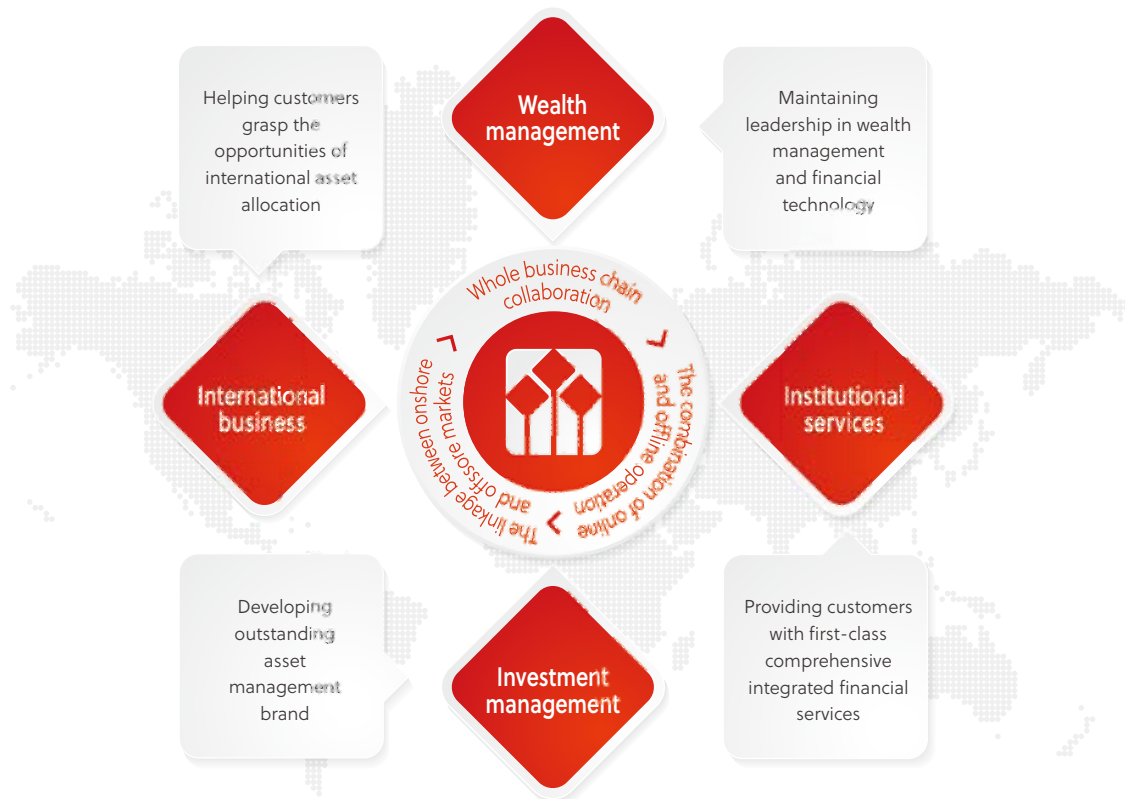 Wealth
management
Helping customers
grasp the
opportunities of
international asset
allocation
Maintaining
leadership in wealth
management
and financial
technology
Whole business chain
collaboration
The combination of online
and offline operation
The linkage between onshore
and offssore markets
International
business
Institutional
services
Developing
outstanding
asset
management
brand
Investment
management
Providing customers
with first-class
comprehensive
integrated financial
services